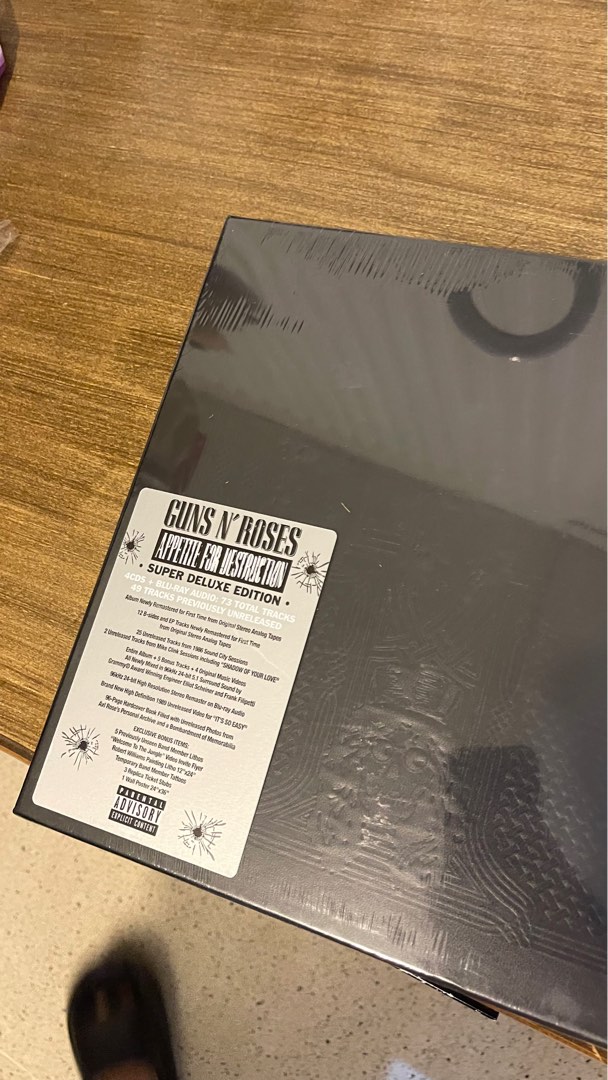 GUNS N' ROSES
APPETITE FOR DESTRUCTION
• SUPER DELUXE EDITION •
4CDS + BLU-RAY AUDIO- 73 TOTAL TRACKS
49 TRACKS PREVIOUSLY UNRELEASED
Album Newly Remastered for First Time from Original Stereo Analog Tapes
12 B-sides and EP Tracks Newly Remastered for First Time
from Original Stereo Analog Tapes
25 Unreleased Tracks from 1986 Sound City Sessions
2 Unreleased Tracks from Mike Clink Sessions including "SHADOW OF YOUR LOVE"
Entire Album + 5 Bonus Tracks + 4 Original Music Videos
All Newly Mixed in 96kHz 24-bit 5.1 Surround Sound by
Grammy® Award Winning Engineer Elliot Scheiner and Frank Filipetti
96kHz 24-bit High Resolution Stereo Remaster on Blu-ray Audio
Brand New High Definition 1989 Unreleased Video for "IT'S SO EASY"
96-Page Hardcover Book Filled with Unreleased Photos from
Axl Rose's Personal Archive and a Bombardment of Memorabilia
EXCLUSIVE BONUS ITEMS:
5 Previously Unseen Band Member Lithos
"Welcome To The Jungle" Video Invite Flyer
Robert Williams Painting Litho 12"x24"
Temporary Band Member Tattoos
3 Replica Ticket Stubs
1 Wall Poster 24"x36"
PARENTAL
ADVISORY
EXPLICIT CONTENT